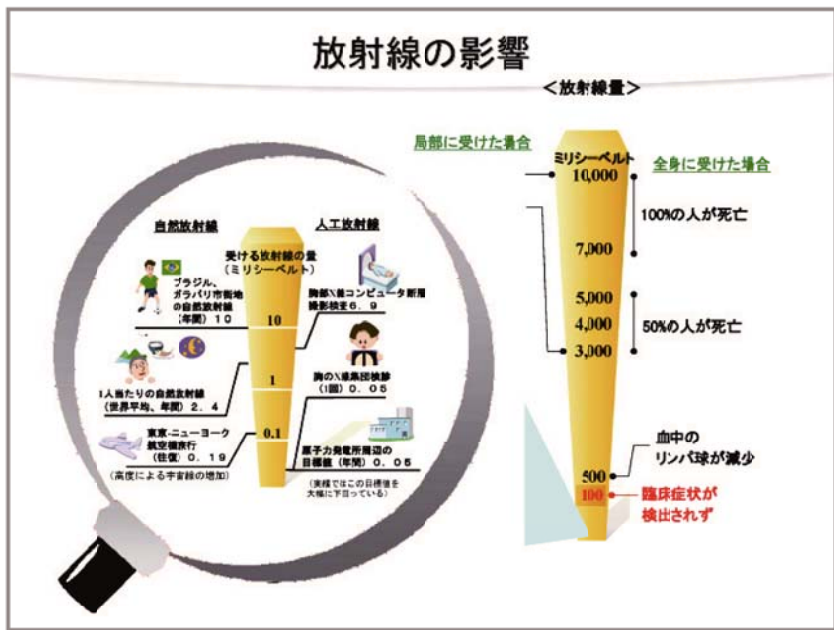 放射線の影響
＜放射線量＞
局部に受けた場合
ミリシーベルト
全身に受けた場合
10,000
100%の人が死亡
7,000
5,000
4,000
50%の人が死亡
3,000
血中の
リンパ球が減少
500
100
臨床症状が
検出されず
自然放射線
人工放射線
受ける放射線の量
（ミリシーベルト）
ブラジル、
ガラパリ市街地
の自然放射線
（年間）１０
胸部X線コンピュータ断層
撮影検査６．９
10
1人当たりの自然放射線
（世界平均、年間）２．４
1
胸のX線集団検診
（1回）０．０５
東京-ニューヨーク
航空機旅行
（往復）０．１９
（高度による宇宙線の増加）
0.1
原子力発電所周辺の
目標値（年間）０．０５
（実績ではこの目標値を
大幅に下回っている）